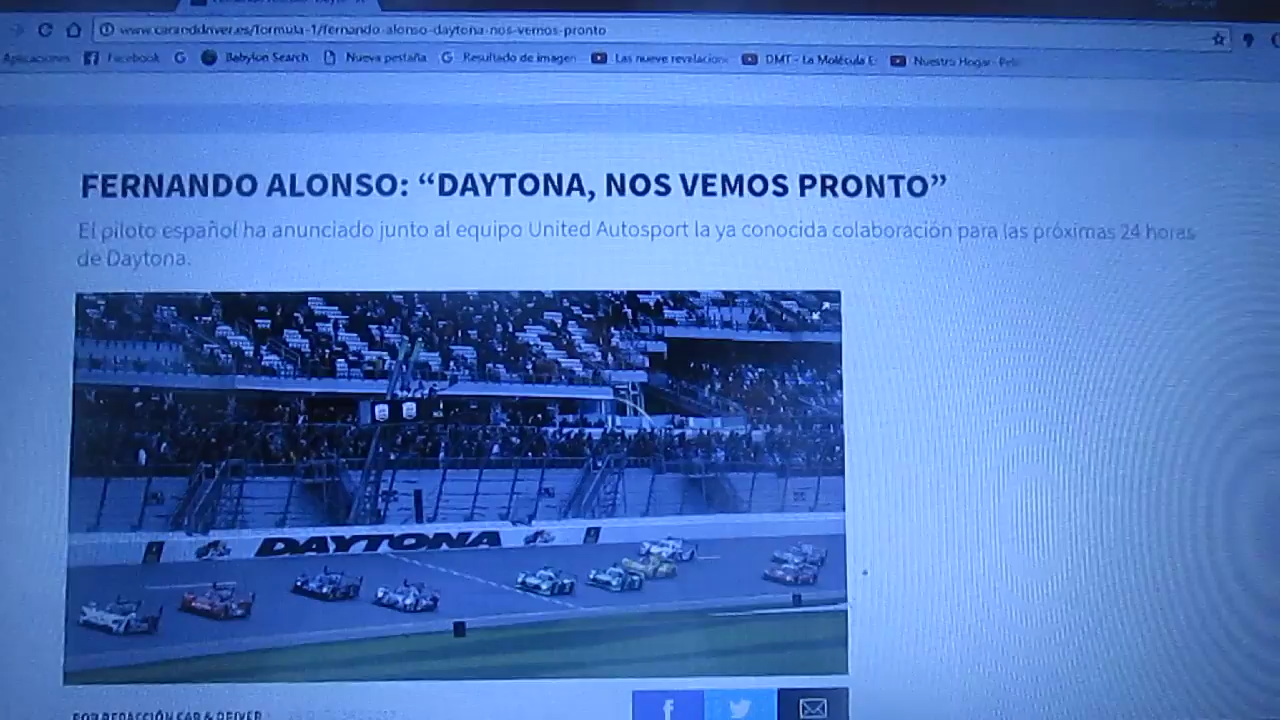 www.caranddriver.es/formula-1/fernando-alonso-daytona-nos-vemos-pronto
Aplicaciones Facebook Babylon Search Nueva pestaña Resultado de imagen Las nueve revelacion DMT - La Molécula E Nuestro Hogar - Pel
FERNANDO ALONSO: “DAYTONA, NOS VEMOS PRONTO”
El piloto español ha anunciado junto al equipo United Autosport la ya conocida colaboración para las próximas 24 horas
de Daytona.
DAYTONA
POR REDACCIÓN CAR & DRIVER